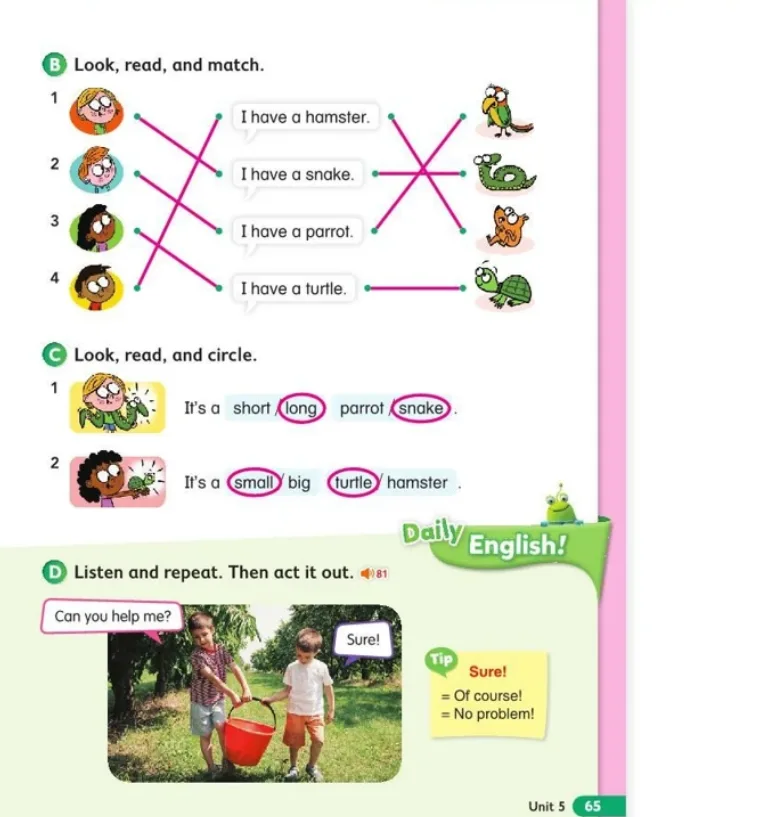 B Look, read, and match.
1
I have a hamster.
2
I have a snake.
3
I have a parrot.
4
I have a turtle.
C Look, read, and circle.
1
It's a short / long parrot / snake .
2
It's a small / big turtle / hamster .
Daily
English!
D Listen and repeat. Then act it out. 81
Can you help me?
Sure!
Tip
Sure!
= Of course!
= No problem!
Unit 5 65